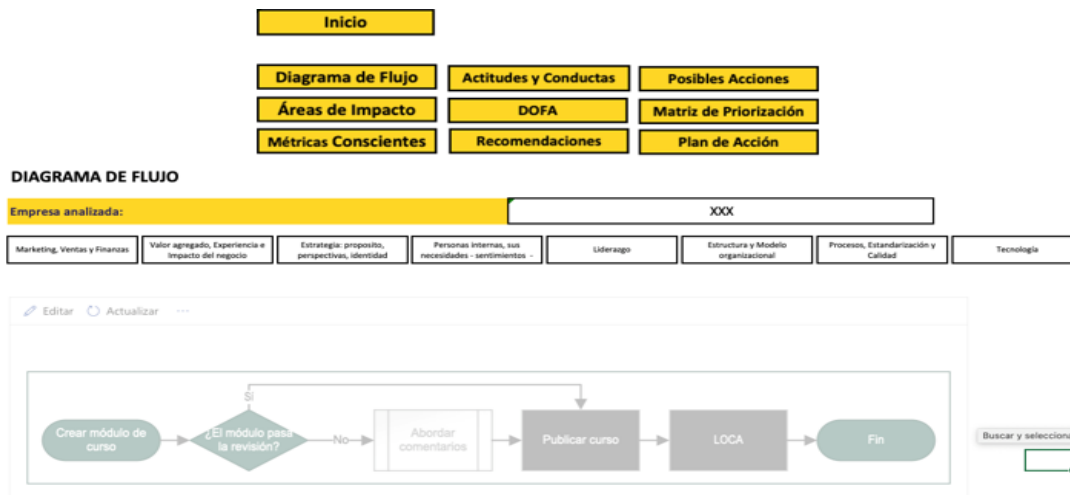 Inicio
Diagrama de Flujo
Actitudes y Conductas
Posibles Acciones
Áreas de Impacto
DOFA
Matriz de Priorización
Métricas Conscientes
Recomendaciones
Plan de Acción
DIAGRAMA DE FLUJO
Empresa analizada:
XXX
Marketing, Ventas y Finanzas
Valor agregado, Experiencia e
Impacto del negocio
Estrategia: proposito,
perspectivas, identidad
Personas internas, sus
necesidades - sentimientos -
Liderazgo
Estructura y Modelo
organizacional
Procesos, Estandarización y
Calidad
Tecnología
Editar
Actualizar
...
Sí
Crear módulo de
curso
¿El módulo pasa
la revisión?
No
Abordar
comentarios
Publicar curso
LOCA
Fin
Buscar y selecciona